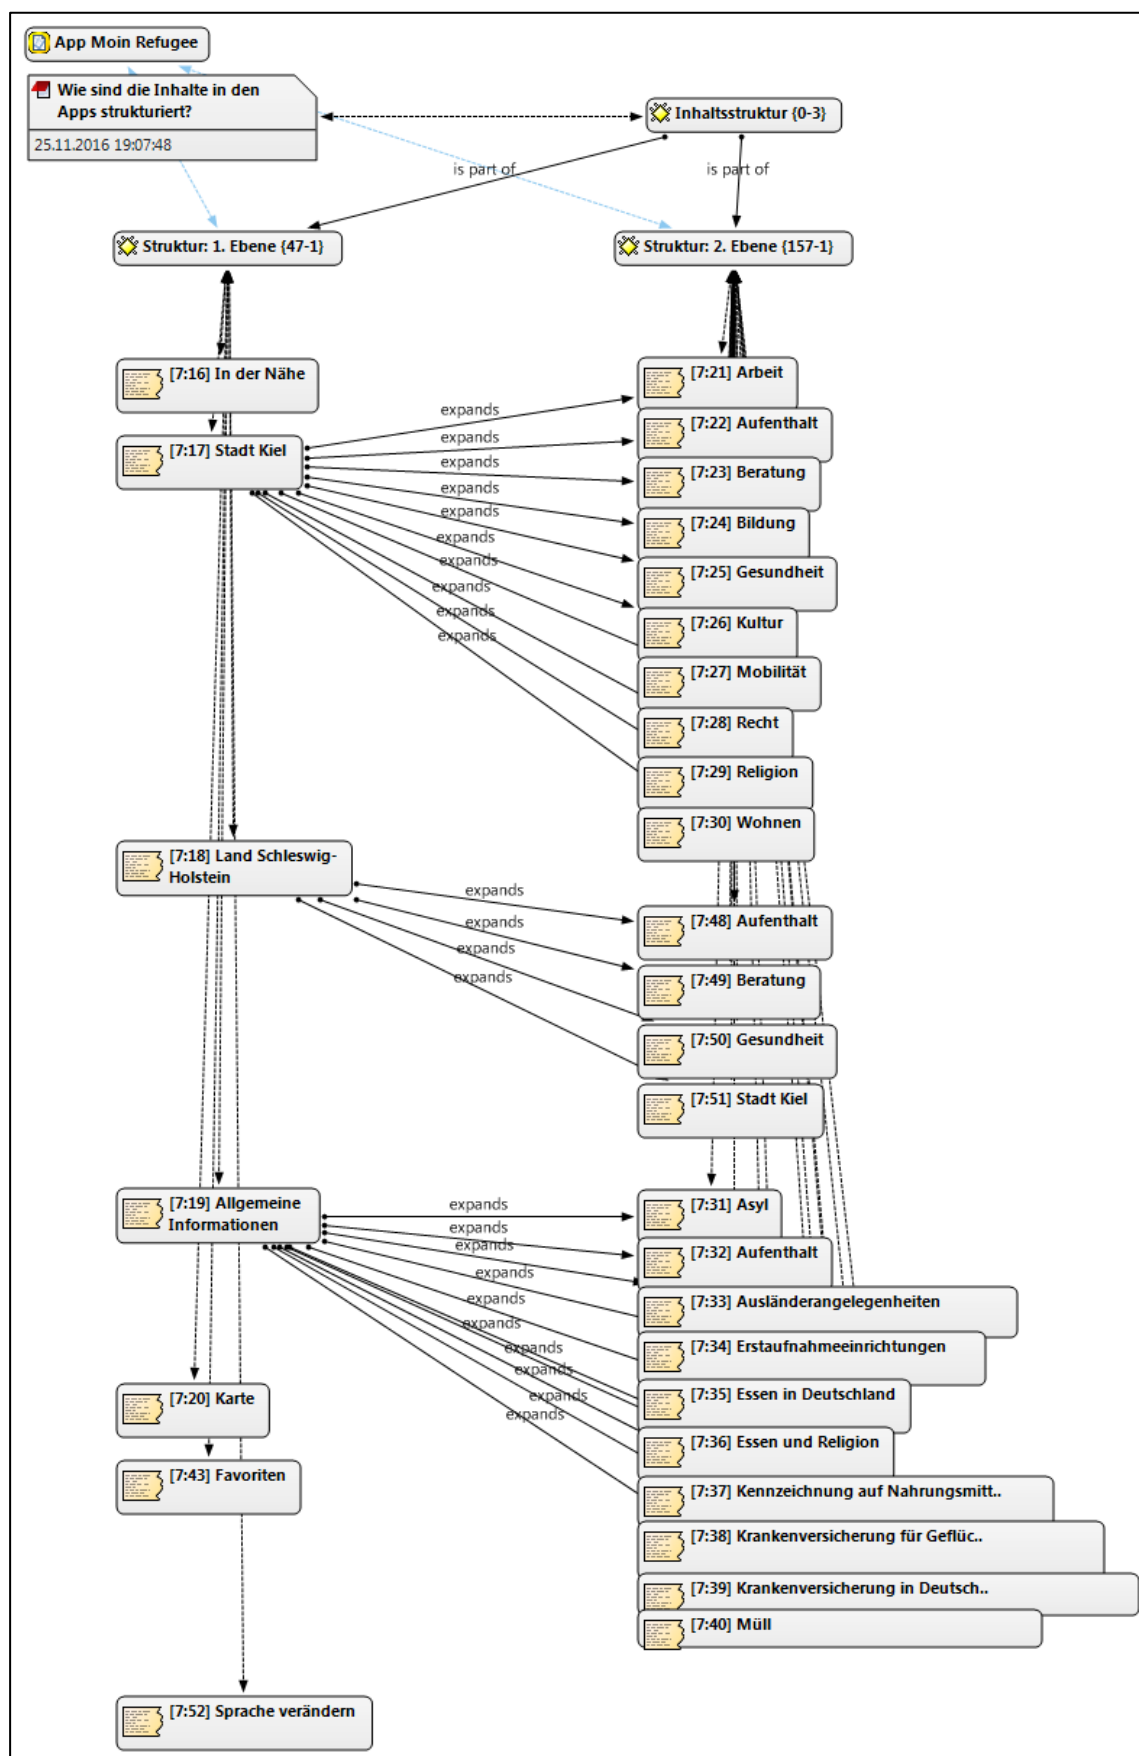 App Moin Refugee
Wie sind die Inhalte in den
Apps strukturiert?
25.11.2016 19:07:48
Inhaltsstruktur {0-3}
is part of
is part of
Struktur: 1. Ebene {47-1}
Struktur: 2. Ebene {157-1}
[7:16] In der Nähe
[7:17] Stadt Kiel
expands
expands
expands
expands
expands
expands
expands
expands
expands
expands
[7:21] Arbeit
[7:22] Aufenthalt
[7:23] Beratung
[7:24] Bildung
[7:25] Gesundheit
[7:26] Kultur
[7:27] Mobilität
[7:28] Recht
[7:29] Religion
[7:30] Wohnen
[7:18] Land Schleswig-
Holstein
expands
expands
expands
expands
[7:48] Aufenthalt
[7:49] Beratung
[7:50] Gesundheit
[7:51] Stadt Kiel
[7:19] Allgemeine
Informationen
expands
expands
expands
expands
expands
expands
expands
expands
expands
expands
[7:31] Asyl
[7:32] Aufenthalt
[7:33] Ausländerangelegenheiten
[7:34] Erstaufnahmeeinrichtungen
[7:35] Essen in Deutschland
[7:36] Essen und Religion
[7:37] Kennzeichnung auf Nahrungsmitt..
[7:38] Krankenversicherung für Geflüc..
[7:39] Krankenversicherung in Deutsch..
[7:40] Müll
[7:20] Karte
[7:43] Favoriten
[7:52] Sprache verändern